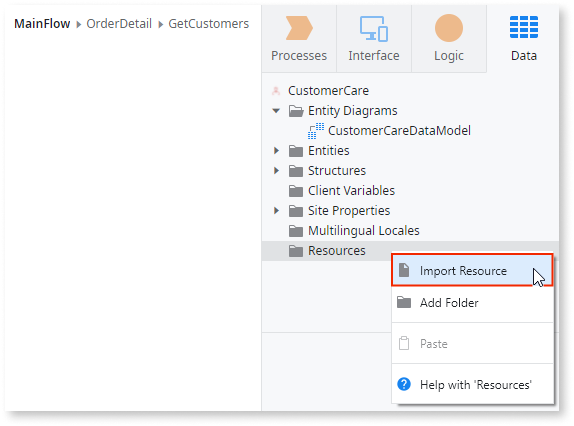 MainFlow OrderDetail GetCustomers
Processes Interface Logic Data
CustomerCare
Entity Diagrams
CustomerCareDataModel
Entities
Structures
Client Variables
Site Properties
Multilingual Locales
Resources
Import Resource
Add Folder
Paste
Help with 'Resources'